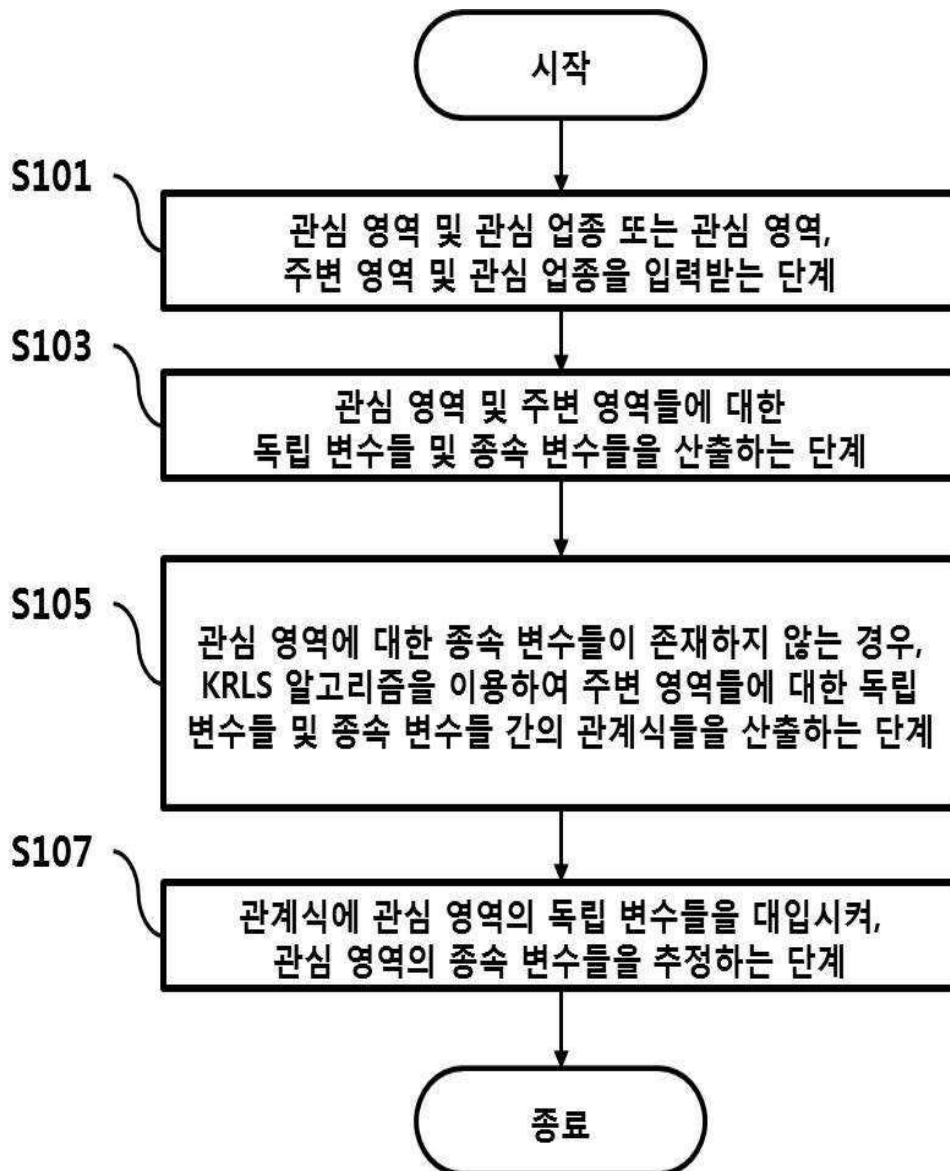 시작
S101
관심 영역 및 관심 업종 또는 관심 영역,
주변 영역 및 관심 업종을 입력받는 단계
S103
관심 영역 및 주변 영역들에 대한
독립 변수들 및 종속 변수들을 산출하는 단계
S105
관심 영역에 대한 종속 변수들이 존재하지 않는 경우,
KRLS 알고리즘을 이용하여 주변 영역들에 대한 독립
변수들 및 종속 변수들 간의 관계식들을 산출하는 단계
S107
관계식에 관심 영역의 독립 변수들을 대입시켜,
관심 영역의 종속 변수들을 추정하는 단계
종료